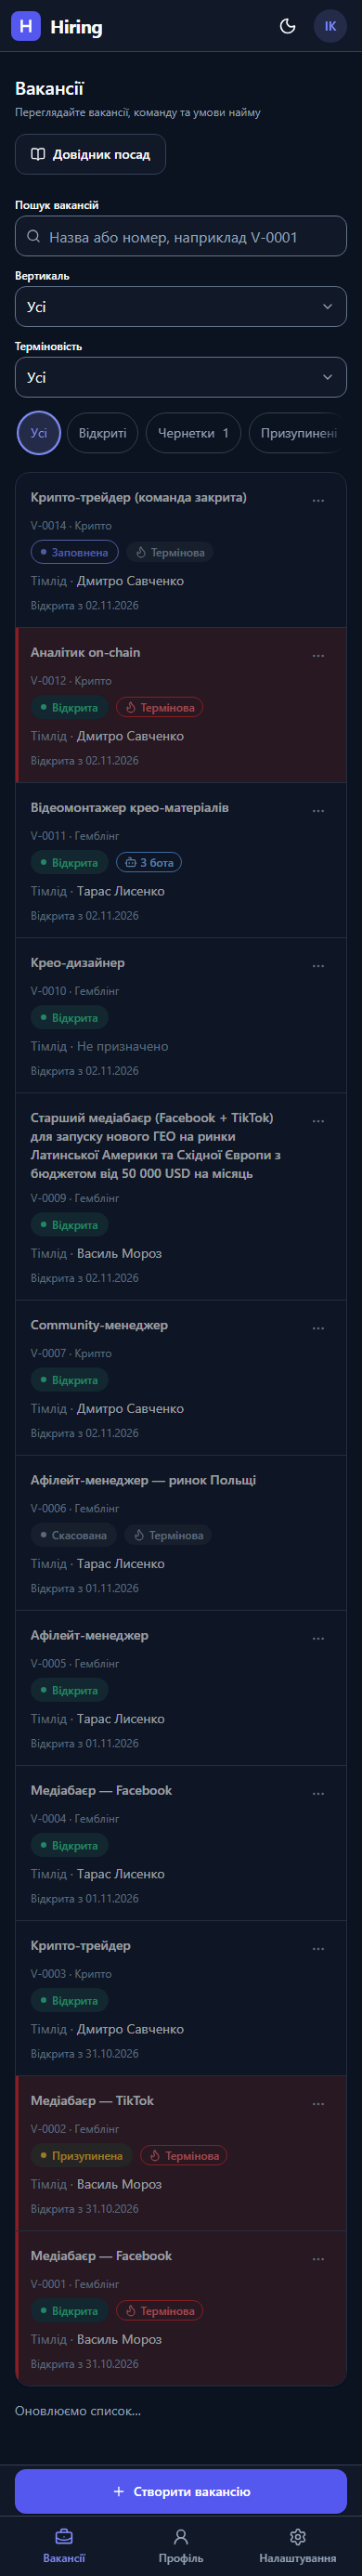 H Hiring
ІК
Вакансії
Переглядайте вакансії, команду та умови найму
Довідник посад
Пошук вакансій
Назва або номер, наприклад V-0001
Вертикаль
Усі
Терміновість
Усі
Усі Відкриті Чернетки 1 Призупинені
Крипто-трейдер (команда закрита) ...
V-0014 · Крипто
Заповнена Термінова
Тімлід · Дмитро Савченко
Відкрита з 02.11.2026
Аналітик on-chain ...
V-0012 · Крипто
Відкрита Термінова
Тімлід · Дмитро Савченко
Відкрита з 02.11.2026
Відеомонтажер крео-матеріалів ...
V-0011 · Гемблінг
Відкрита З бота
Тімлід · Тарас Лисенко
Відкрита з 02.11.2026
Крео-дизайнер ...
V-0010 · Гемблінг
Відкрита
Тімлід · Не призначено
Відкрита з 02.11.2026
Старший медіабаєр (Facebook + TikTok) ...
для запуску нового ГЕО на ринки
Латинської Америки та Східної Європи з
бюджетом від 50 000 USD на місяць
V-0009 · Гемблінг
Відкрита
Тімлід · Василь Мороз
Відкрита з 02.11.2026
Community-менеджер ...
V-0007 · Крипто
Відкрита
Тімлід · Дмитро Савченко
Відкрита з 02.11.2026
Афілейт-менеджер — ринок Польщі
V-0006 · Гемблінг
Скасована Термінова
Тімлід · Тарас Лисенко
Відкрита з 01.11.2026
Афілейт-менеджер ...
V-0005 · Гемблінг
Відкрита
Тімлід · Тарас Лисенко
Відкрита з 01.11.2026
Медіабаєр — Facebook ...
V-0004 · Гемблінг
Відкрита
Тімлід · Тарас Лисенко
Відкрита з 01.11.2026
Крипто-трейдер ...
V-0003 · Крипто
Відкрита
Тімлід · Дмитро Савченко
Відкрита з 31.10.2026
Медіабаєр — TikTok ...
V-0002 · Гемблінг
Призупинена Термінова
Тімлід · Василь Мороз
Відкрита з 31.10.2026
Медіабаєр — Facebook ...
V-0001 · Гемблінг
Відкрита Термінова
Тімлід · Василь Мороз
Відкрита з 31.10.2026
Оновлюємо список...
+ Створити вакансію
Вакансії Профіль Налаштування